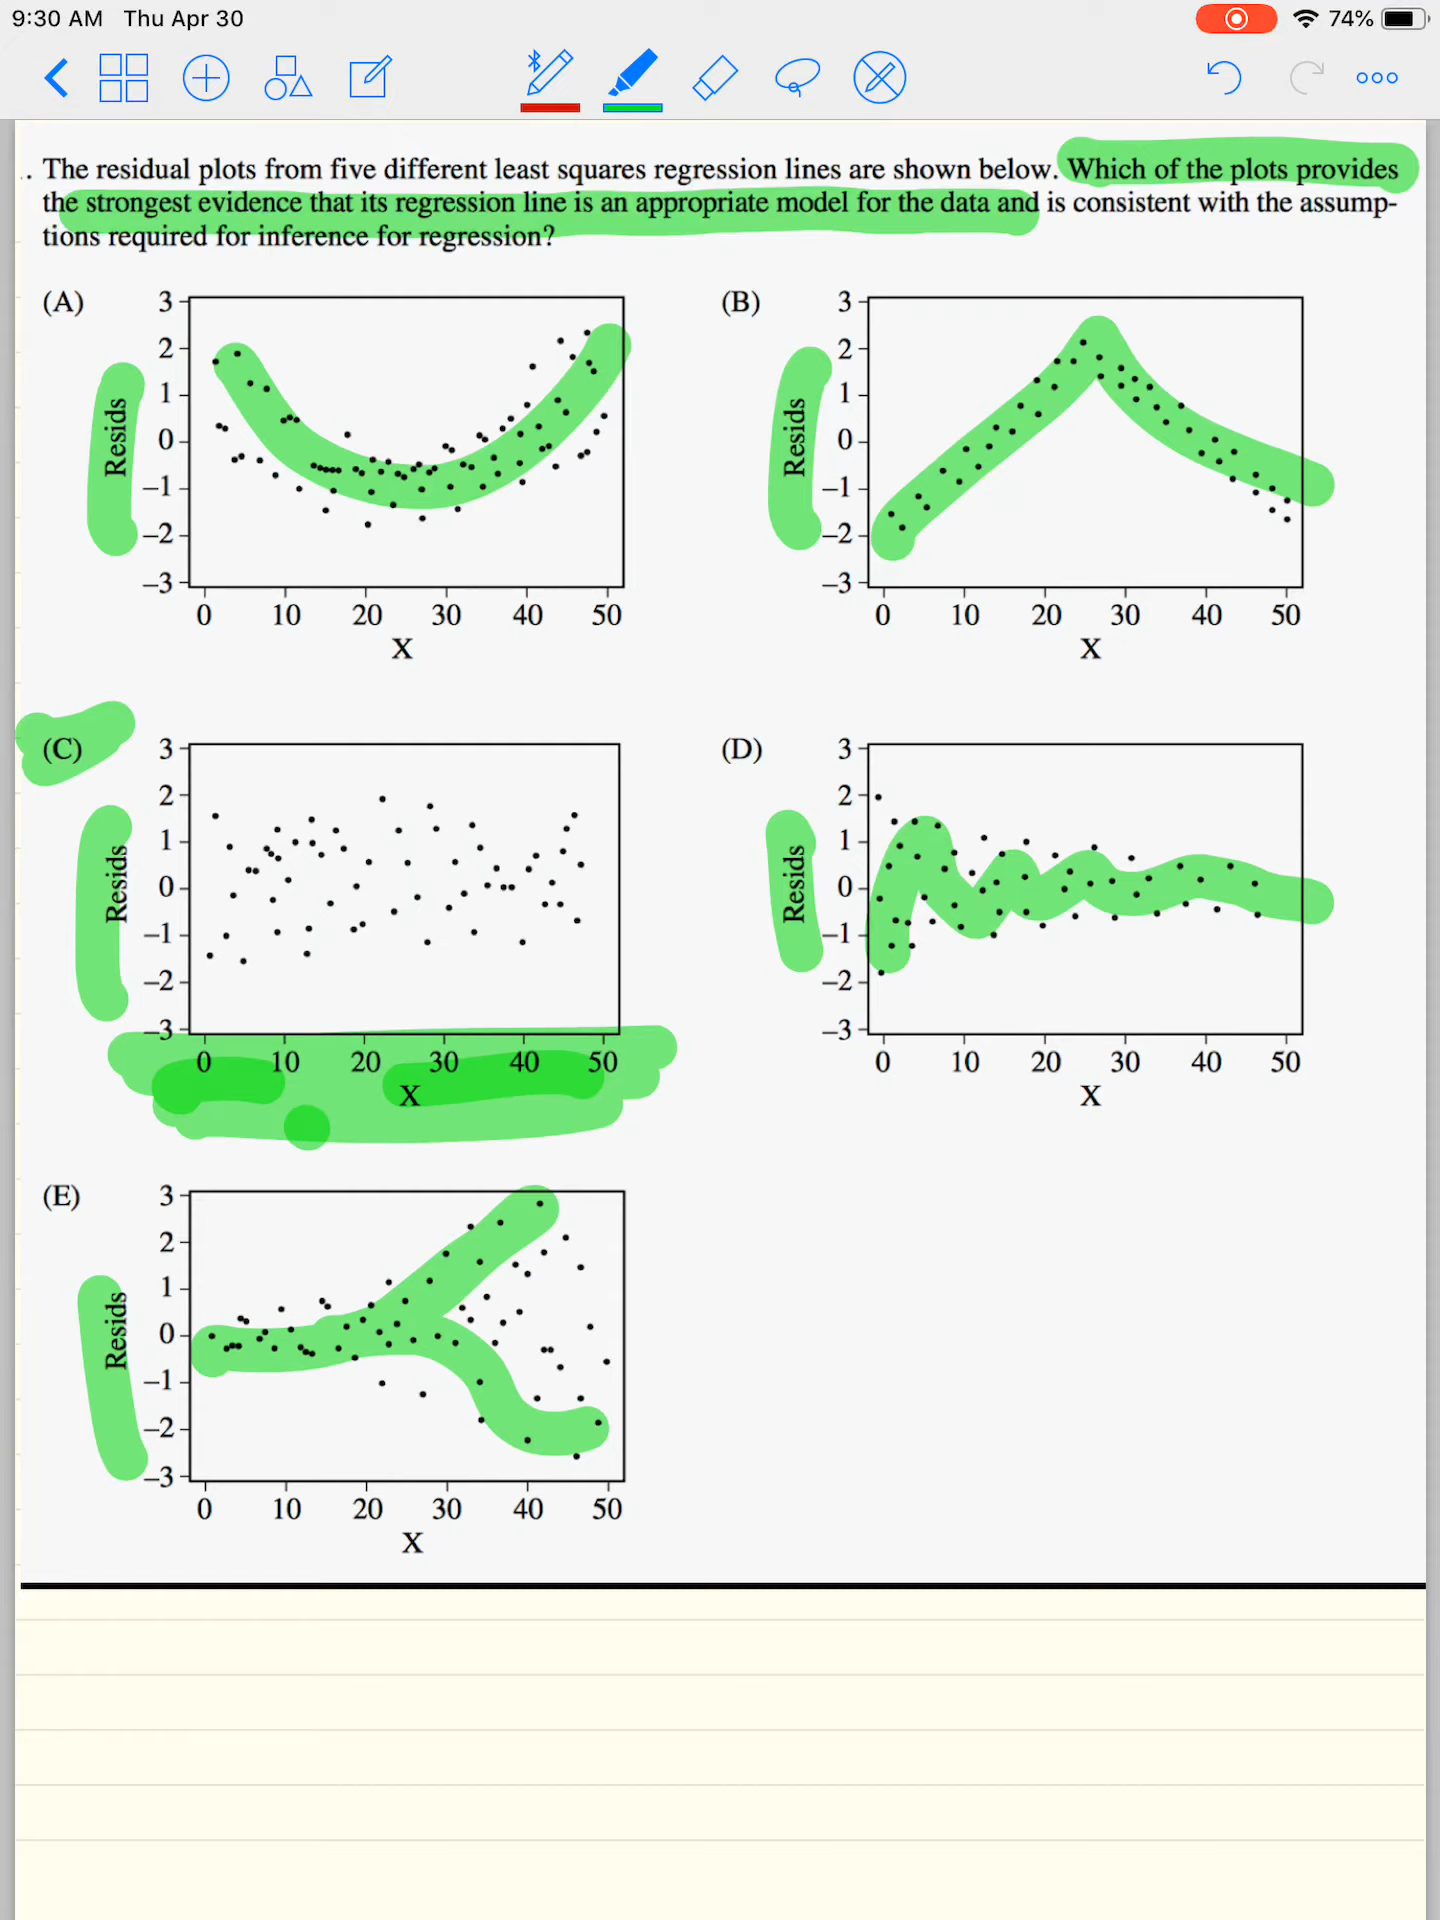 9:30 AM Thu Apr 30
74%
. The residual plots from five different least squares regression lines are shown below. Which of the plots provides
the strongest evidence that its regression line is an appropriate model for the data and is consistent with the assump-
tions required for inference for regression?
(A)
Resids
3
2
1
0
–1
–2
–3
0 10 20 30 40 50
X
(B)
Resids
3
2
1
0
–1
–2
–3
0 10 20 30 40 50
X
(C)
Resids
3
2
1
0
–1
–2
–3
0 10 20 30 40 50
X
(D)
Resids
3
2
1
0
–1
–2
–3
0 10 20 30 40 50
X
(E)
Resids
3
2
1
0
–1
–2
–3
0 10 20 30 40 50
X